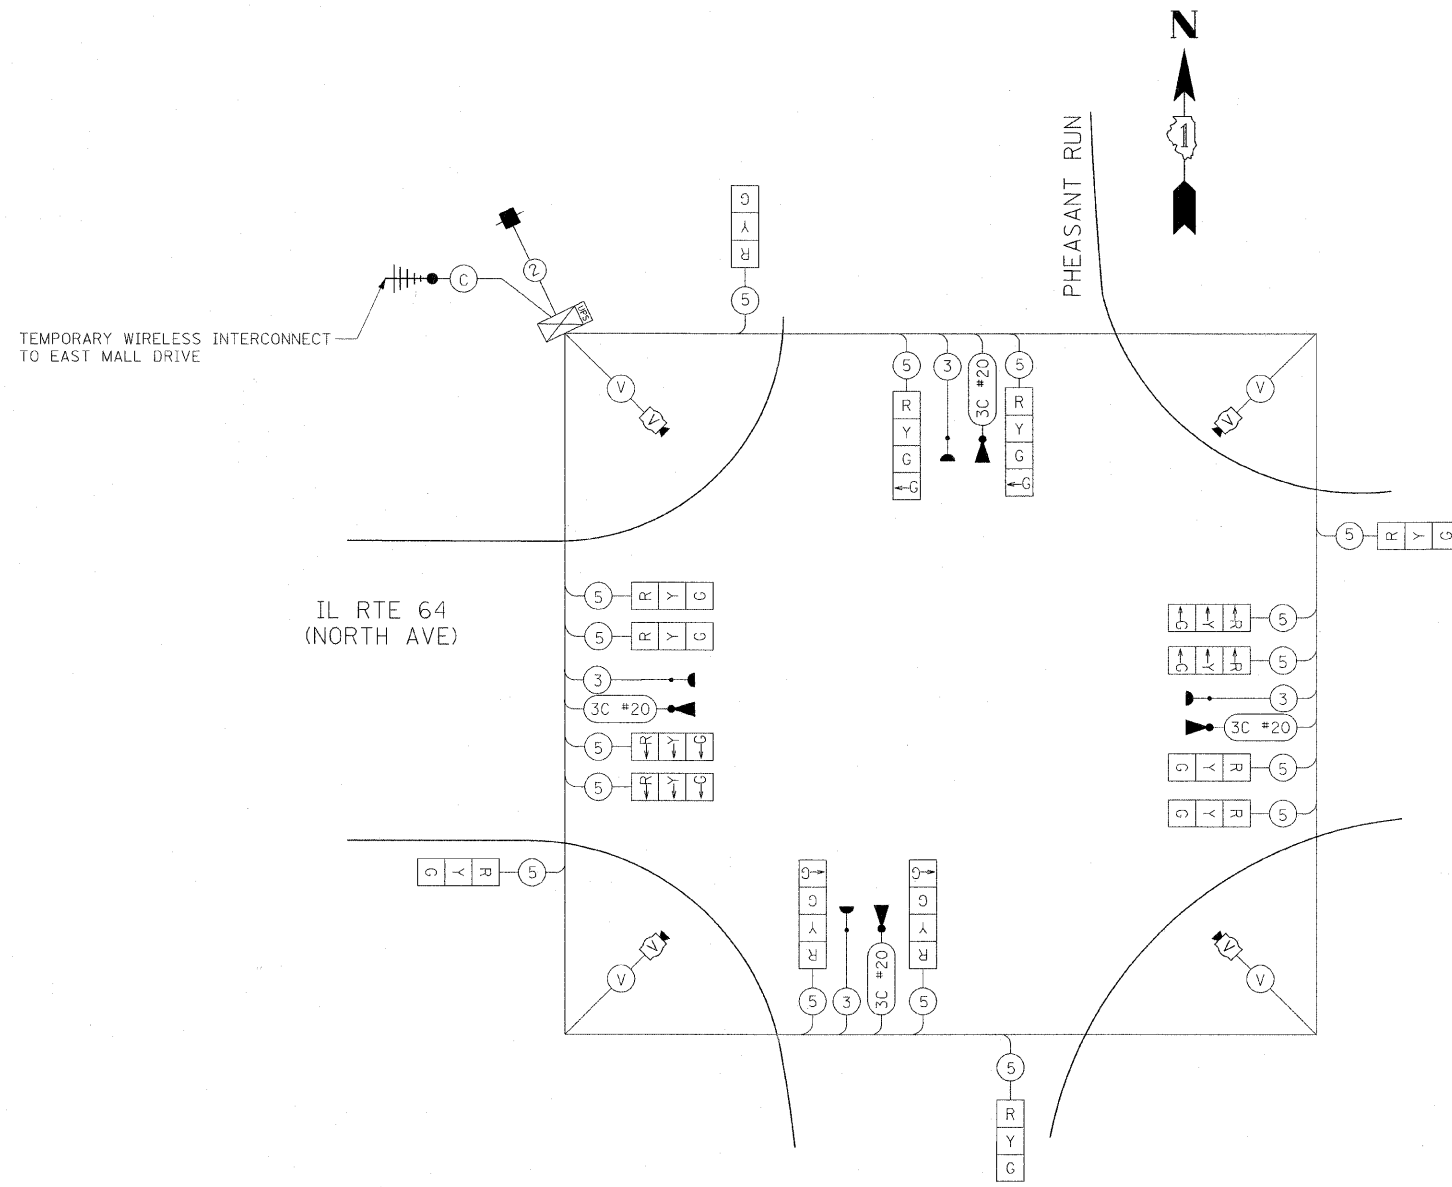 N
1
PHEASANT RUN
G
Y
R
5
2
C
UPS
TEMPORARY WIRELESS INTERCONNECT
TO EAST MALL DRIVE
V
V
5
R
Y
G
←G
3
3C #20
5
R
Y
G
←G
V
V
5 R Y G
IL RTE 64
(NORTH AVE)
5 R Y G
5 R Y G
3
3C #20
5 ←R ←Y ←G
5 ←R ←Y ←G
←G ←Y ←R 5
←G ←Y ←R 5
3
3C #20
G Y R 5
G Y R 5
G Y R 5
←G
G
Y
R
5
3
3C #20
←G
G
Y
R
5
V
V
V
V
5
R
Y
G